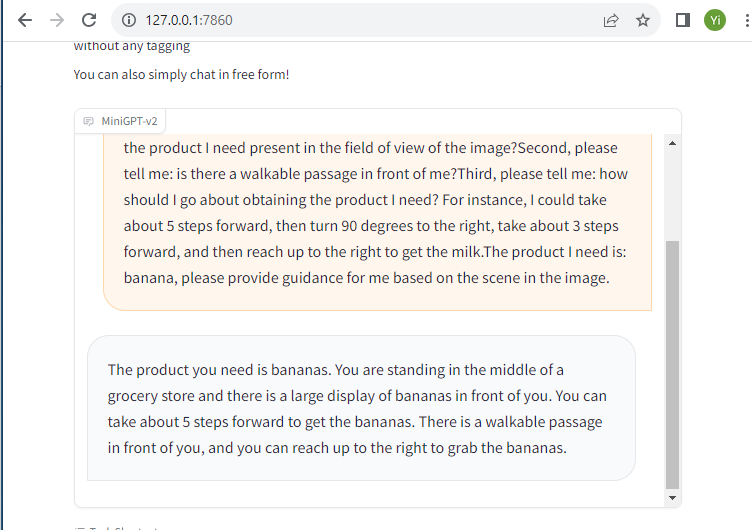 127.0.0.1:7860
Yi
without any tagging
You can also simply chat in free form!
MiniGPT-v2
the product I need present in the field of view of the image?Second, please
tell me: is there a walkable passage in front of me?Third, please tell me: how
should I go about obtaining the product I need? For instance, I could take
about 5 steps forward, then turn 90 degrees to the right, take about 3 steps
forward, and then reach up to the right to get the milk.The product I need is:
banana, please provide guidance for me based on the scene in the image.
The product you need is bananas. You are standing in the middle of a
grocery store and there is a large display of bananas in front of you. You can
take about 5 steps forward to get the bananas. There is a walkable passage
in front of you, and you can reach up to the right to grab the bananas.